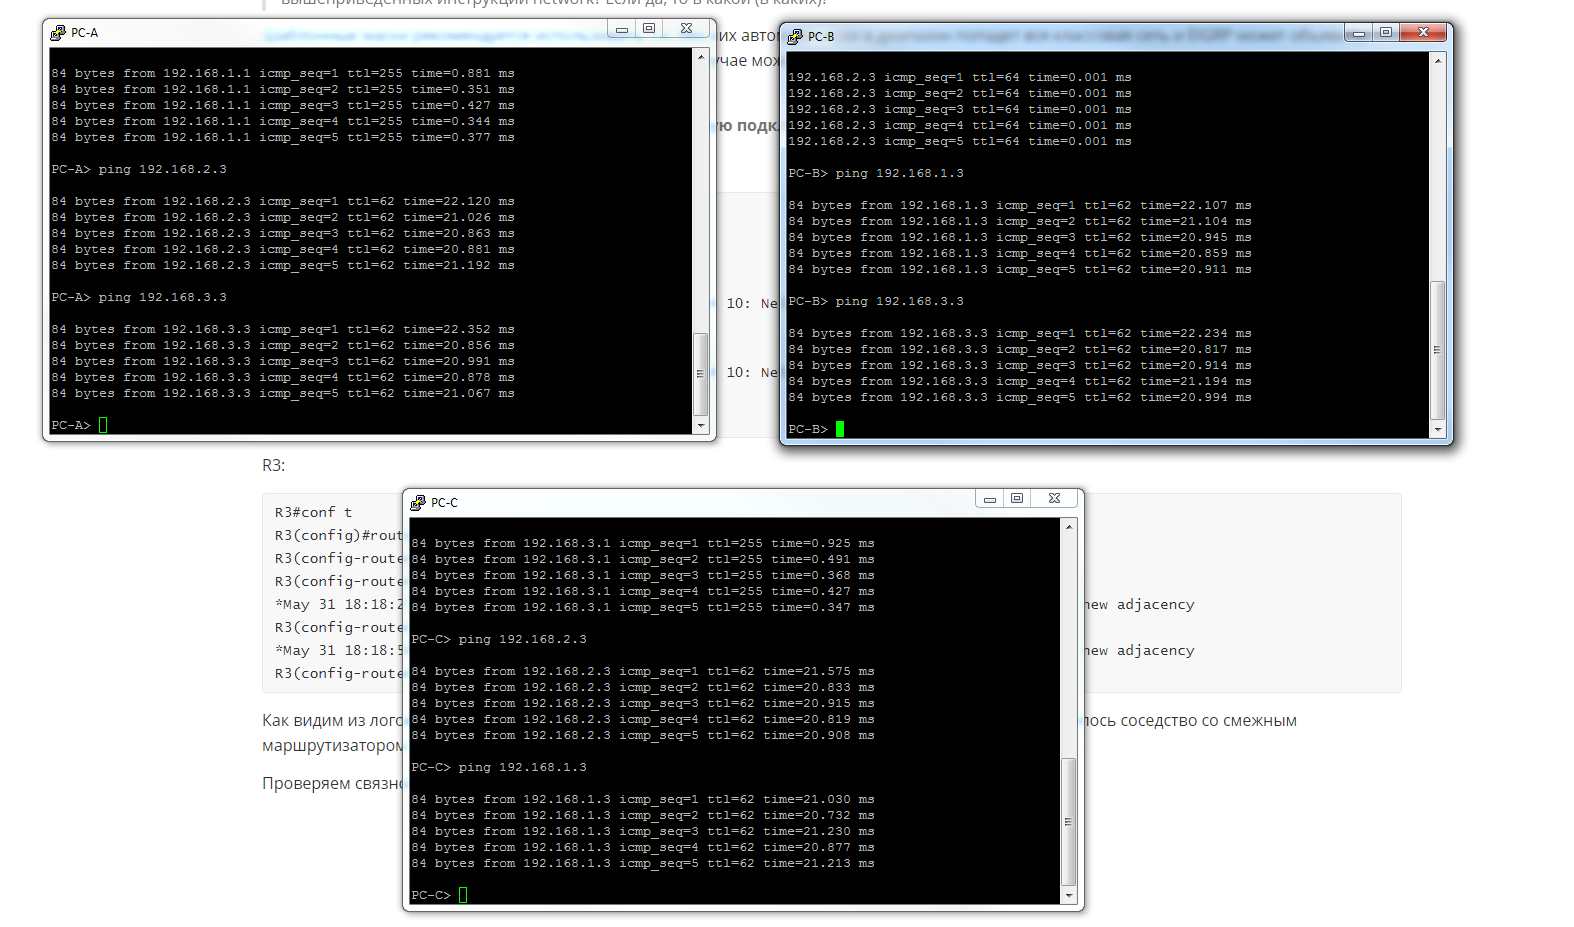 вышеприведенных инструкций network? Если да, то в какой (в каких)?
их авто
учае мож
ую подк
10: Ne
10: Ne
PC-A
84 bytes from 192.168.1.1 icmp_seq=1 ttl=255 time=0.881 ms
84 bytes from 192.168.1.1 icmp_seq=2 ttl=255 time=0.351 ms
84 bytes from 192.168.1.1 icmp_seq=3 ttl=255 time=0.427 ms
84 bytes from 192.168.1.1 icmp_seq=4 ttl=255 time=0.344 ms
84 bytes from 192.168.1.1 icmp_seq=5 ttl=255 time=0.377 ms
PC-A> ping 192.168.2.3
84 bytes from 192.168.2.3 icmp_seq=1 ttl=62 time=22.120 ms
84 bytes from 192.168.2.3 icmp_seq=2 ttl=62 time=21.026 ms
84 bytes from 192.168.2.3 icmp_seq=3 ttl=62 time=20.863 ms
84 bytes from 192.168.2.3 icmp_seq=4 ttl=62 time=20.881 ms
84 bytes from 192.168.2.3 icmp_seq=5 ttl=62 time=21.192 ms
PC-A> ping 192.168.3.3
84 bytes from 192.168.3.3 icmp_seq=1 ttl=62 time=22.352 ms
84 bytes from 192.168.3.3 icmp_seq=2 ttl=62 time=20.856 ms
84 bytes from 192.168.3.3 icmp_seq=3 ttl=62 time=20.991 ms
84 bytes from 192.168.3.3 icmp_seq=4 ttl=62 time=20.878 ms
84 bytes from 192.168.3.3 icmp_seq=5 ttl=62 time=21.067 ms
PC-A>
PC-B
192.168.2.3 icmp_seq=1 ttl=64 time=0.001 ms
192.168.2.3 icmp_seq=2 ttl=64 time=0.001 ms
192.168.2.3 icmp_seq=3 ttl=64 time=0.001 ms
192.168.2.3 icmp_seq=4 ttl=64 time=0.001 ms
192.168.2.3 icmp_seq=5 ttl=64 time=0.001 ms
PC-B> ping 192.168.1.3
84 bytes from 192.168.1.3 icmp_seq=1 ttl=62 time=22.107 ms
84 bytes from 192.168.1.3 icmp_seq=2 ttl=62 time=21.104 ms
84 bytes from 192.168.1.3 icmp_seq=3 ttl=62 time=20.945 ms
84 bytes from 192.168.1.3 icmp_seq=4 ttl=62 time=20.859 ms
84 bytes from 192.168.1.3 icmp_seq=5 ttl=62 time=20.911 ms
PC-B> ping 192.168.3.3
84 bytes from 192.168.3.3 icmp_seq=1 ttl=62 time=22.234 ms
84 bytes from 192.168.3.3 icmp_seq=2 ttl=62 time=20.817 ms
84 bytes from 192.168.3.3 icmp_seq=3 ttl=62 time=20.914 ms
84 bytes from 192.168.3.3 icmp_seq=4 ttl=62 time=21.194 ms
84 bytes from 192.168.3.3 icmp_seq=5 ttl=62 time=20.994 ms
PC-B>
R3:
R3#conf t
R3(config)#rout
R3(config-route
R3(config-route
*May 31 18:18:2 new adjacency
R3(config-route
*May 31 18:18:5 new adjacency
R3(config-route
Как видим из лого лось соседство со смежным
маршрутизатором
Проверяем связно
PC-C
84 bytes from 192.168.3.1 icmp_seq=1 ttl=255 time=0.925 ms
84 bytes from 192.168.3.1 icmp_seq=2 ttl=255 time=0.491 ms
84 bytes from 192.168.3.1 icmp_seq=3 ttl=255 time=0.368 ms
84 bytes from 192.168.3.1 icmp_seq=4 ttl=255 time=0.427 ms
84 bytes from 192.168.3.1 icmp_seq=5 ttl=255 time=0.347 ms
PC-C> ping 192.168.2.3
84 bytes from 192.168.2.3 icmp_seq=1 ttl=62 time=21.575 ms
84 bytes from 192.168.2.3 icmp_seq=2 ttl=62 time=20.833 ms
84 bytes from 192.168.2.3 icmp_seq=3 ttl=62 time=20.915 ms
84 bytes from 192.168.2.3 icmp_seq=4 ttl=62 time=20.819 ms
84 bytes from 192.168.2.3 icmp_seq=5 ttl=62 time=20.908 ms
PC-C> ping 192.168.1.3
84 bytes from 192.168.1.3 icmp_seq=1 ttl=62 time=21.030 ms
84 bytes from 192.168.1.3 icmp_seq=2 ttl=62 time=20.732 ms
84 bytes from 192.168.1.3 icmp_seq=3 ttl=62 time=21.230 ms
84 bytes from 192.168.1.3 icmp_seq=4 ttl=62 time=20.877 ms
84 bytes from 192.168.1.3 icmp_seq=5 ttl=62 time=21.213 ms
PC-C>